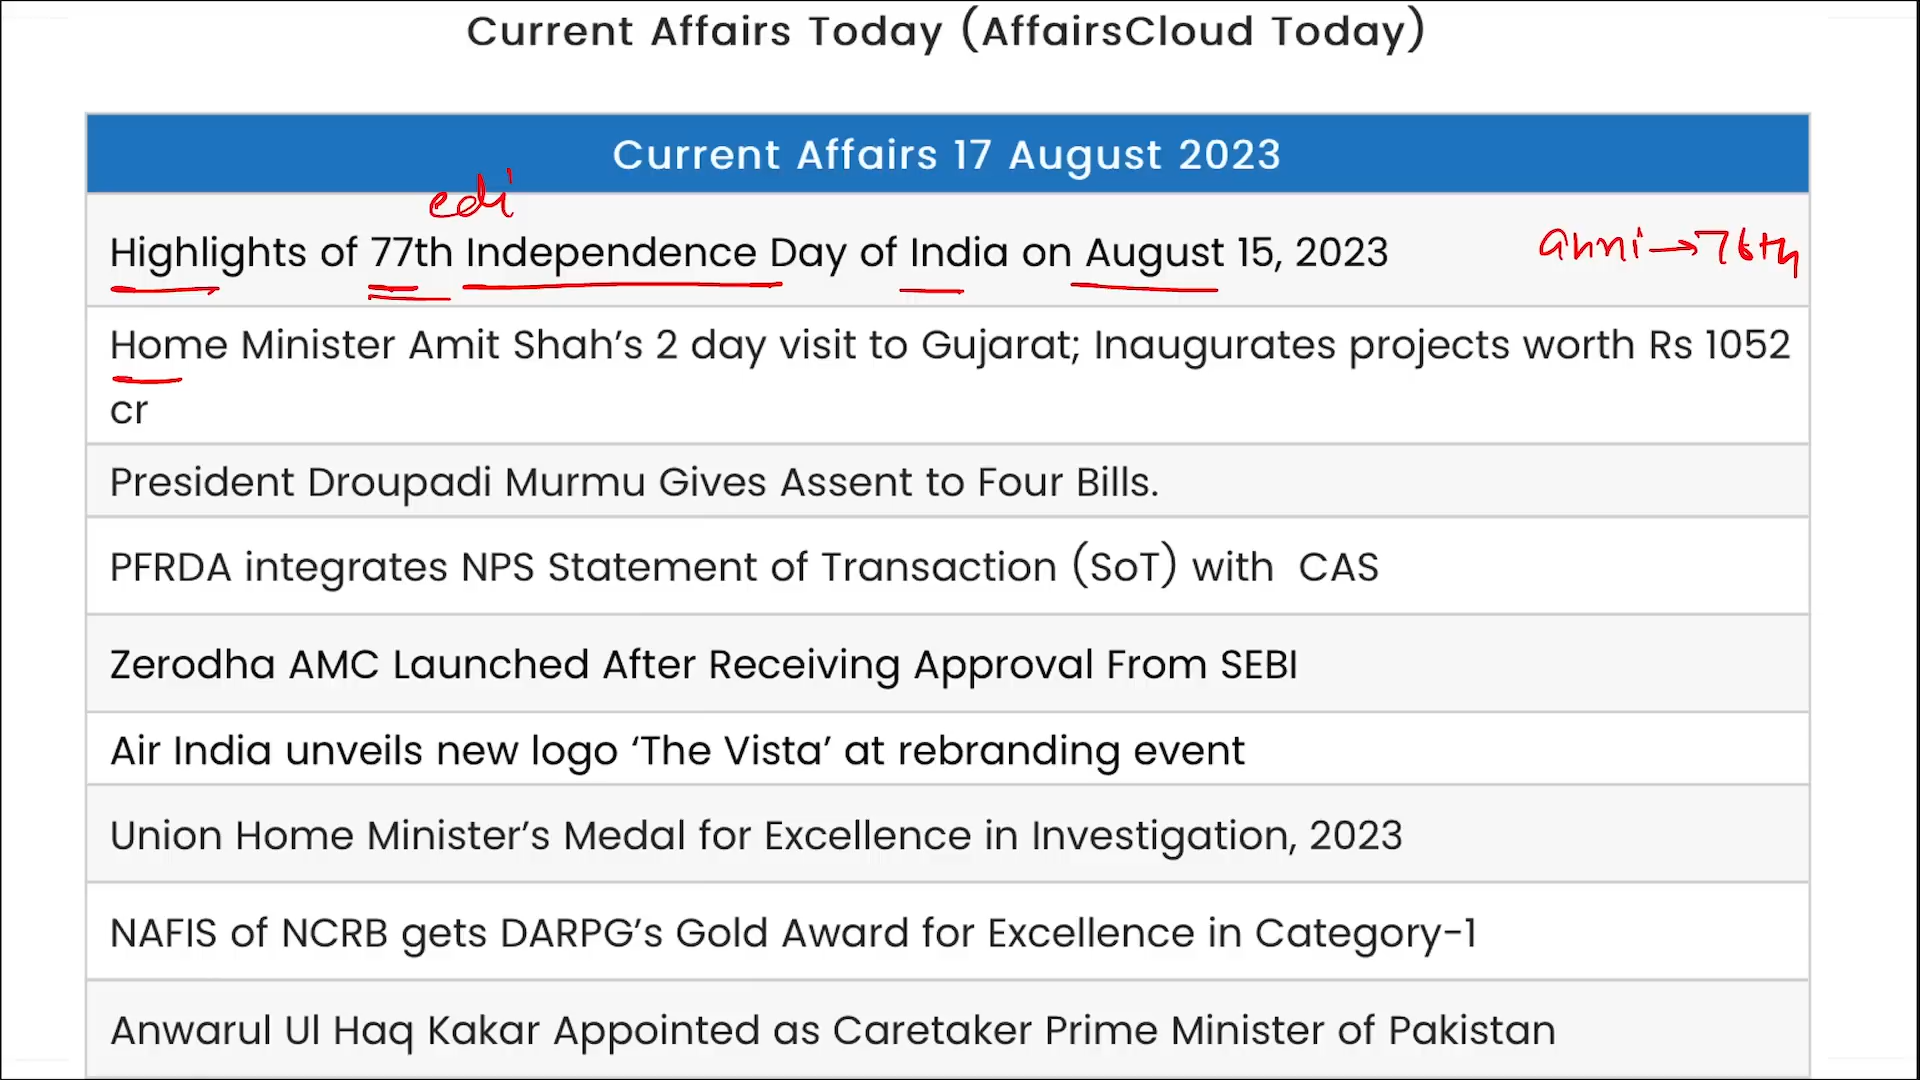 Current Affairs Today (AffairsCloud Today)
Current Affairs 17 August 2023
edi
Highlights of 77th Independence Day of India on August 15, 2023
anni→76th
Home Minister Amit Shah’s 2 day visit to Gujarat; Inaugurates projects worth Rs 1052
cr
President Droupadi Murmu Gives Assent to Four Bills.
PFRDA integrates NPS Statement of Transaction (SoT) with CAS
Zerodha AMC Launched After Receiving Approval From SEBI
Air India unveils new logo ‘The Vista’ at rebranding event
Union Home Minister’s Medal for Excellence in Investigation, 2023
NAFIS of NCRB gets DARPG’s Gold Award for Excellence in Category-1
Anwarul Ul Haq Kakar Appointed as Caretaker Prime Minister of Pakistan